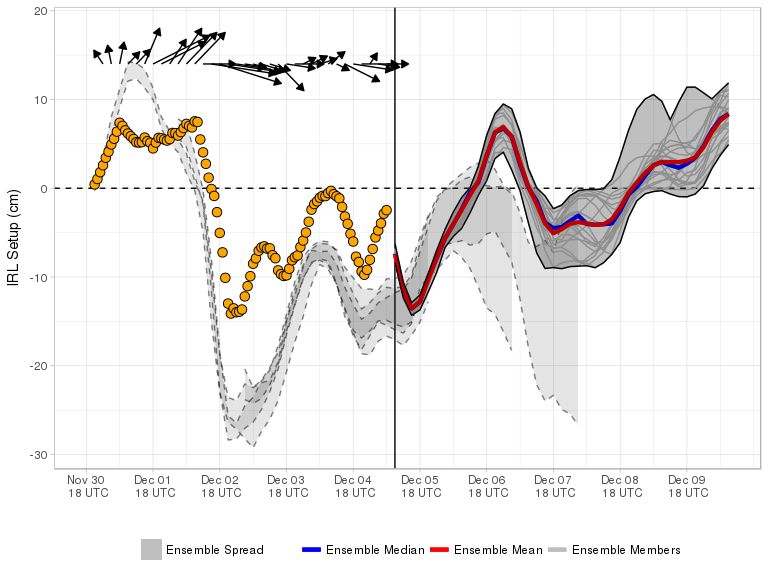 20
10
0
-10
-20
-30
IRL Setup (cm)
Nov 30 18 UTC
Dec 01 18 UTC
Dec 02 18 UTC
Dec 03 18 UTC
Dec 04 18 UTC
Dec 05 18 UTC
Dec 06 18 UTC
Dec 07 18 UTC
Dec 08 18 UTC
Dec 09 18 UTC
Ensemble Spread
Ensemble Median
Ensemble Mean
Ensemble Members